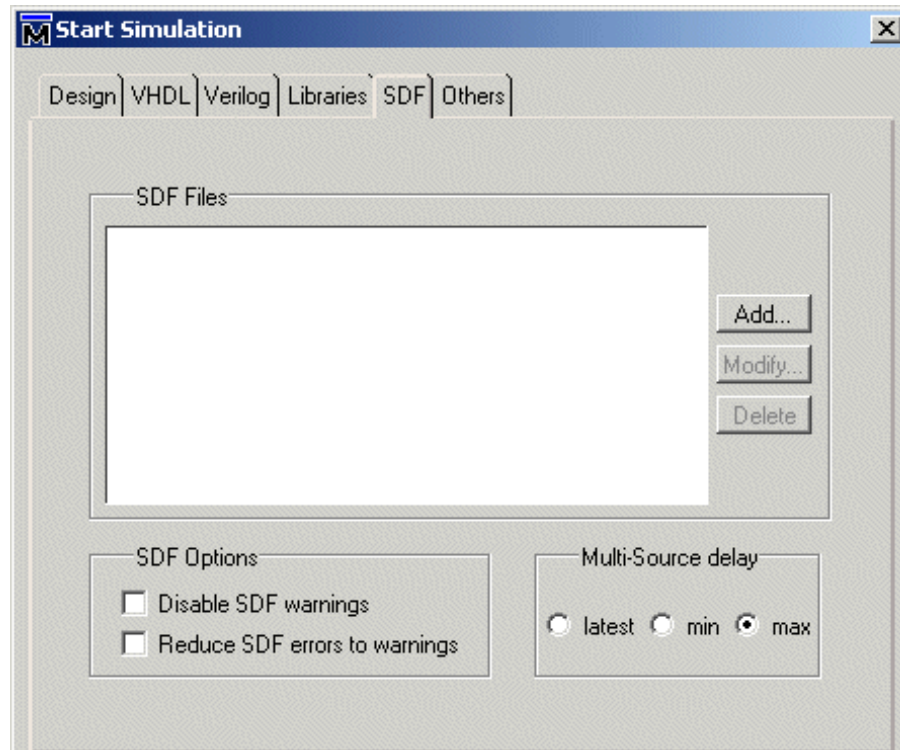 Start Simulation
Design VHDL Verilog Libraries SDF Others
SDF Files
Add...
Modify...
Delete
SDF Options
Disable SDF warnings
Reduce SDF errors to warnings
Multi-Source delay
latest min max